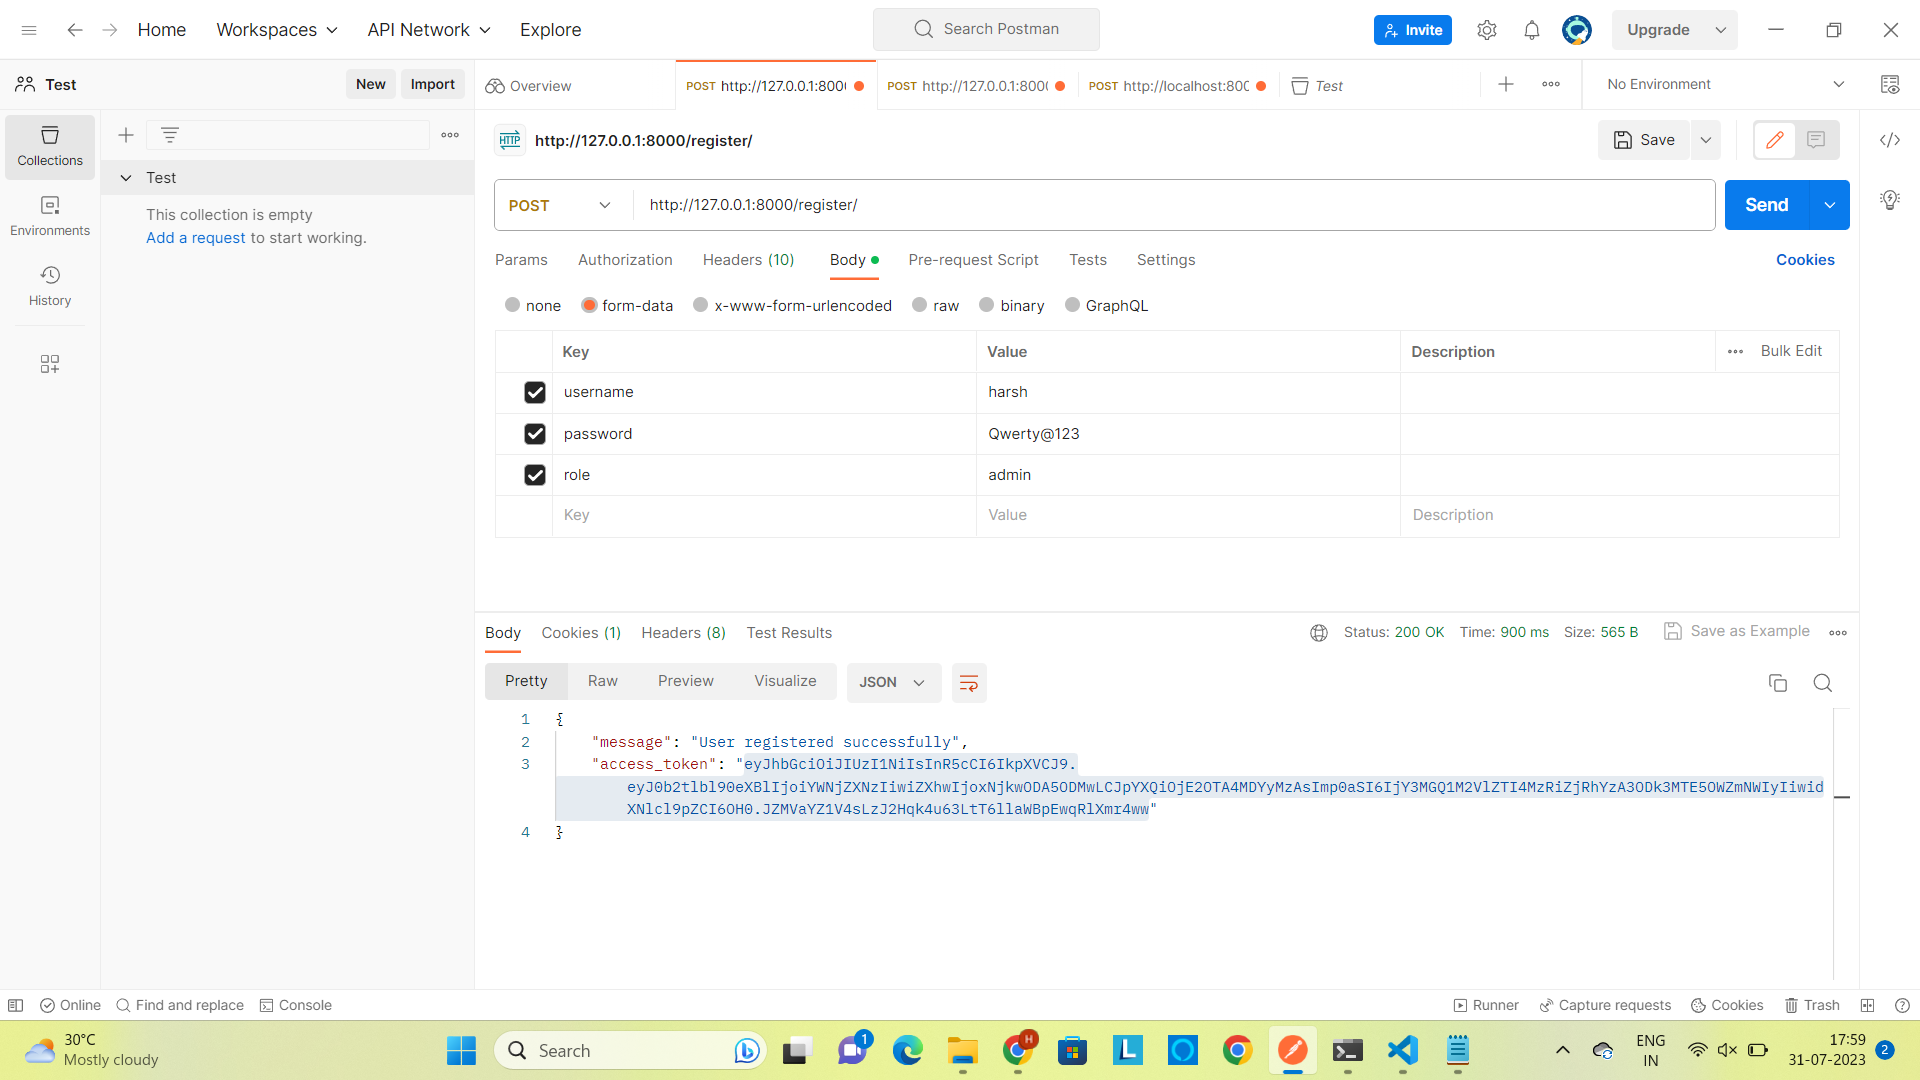 Home Workspaces API Network Explore Search Postman Invite Upgrade
Test New Import Overview POST http://127.0.0.1:800( POST http://127.0.0.1:800( POST http://localhost:80( Test No Environment
HTTP http://127.0.0.1:8000/register/ Save
Collections
Test
This collection is empty
Add a request to start working.
Environments
History
POST http://127.0.0.1:8000/register/ Send
Params Authorization Headers (10) Body Pre-request Script Tests Settings Cookies
none form-data x-www-form-urlencoded raw binary GraphQL
Key Value Description Bulk Edit
username harsh
password Qwerty@123
role admin
Key Value Description
Body Cookies (1) Headers (8) Test Results Status: 200 OK Time: 900 ms Size: 565 B Save as Example
Pretty Raw Preview Visualize JSON
1 {
2 "message": "User registered successfully",
3 "access_token": "eyJhbGciOiJIUzI1NiIsInR5cCI6IkpXVCJ9.
eyJ0b2tlbl90eXBlIjoiYWNjZXNzIiwiZXhwIjoxNjkwODA5ODMwLCJpYXQiOjE2OTA4MDYyMzAsImp0aSI6IjY3MGQ1M2VlZTI4MzRiZjRhYzA3ODk3MTE5OWZmNWIyIiwid
XNlcl9pZCI6OH0.JZMVaYZ1V4sLzJ2Hqk4u63LtT6llaWBpEwqRlXmr4ww"
4 }
Online Find and replace Console Runner Capture requests Cookies Trash
30°C
Mostly cloudy
Search
1
H
L
ENG
IN
17:59
31-07-2023
2